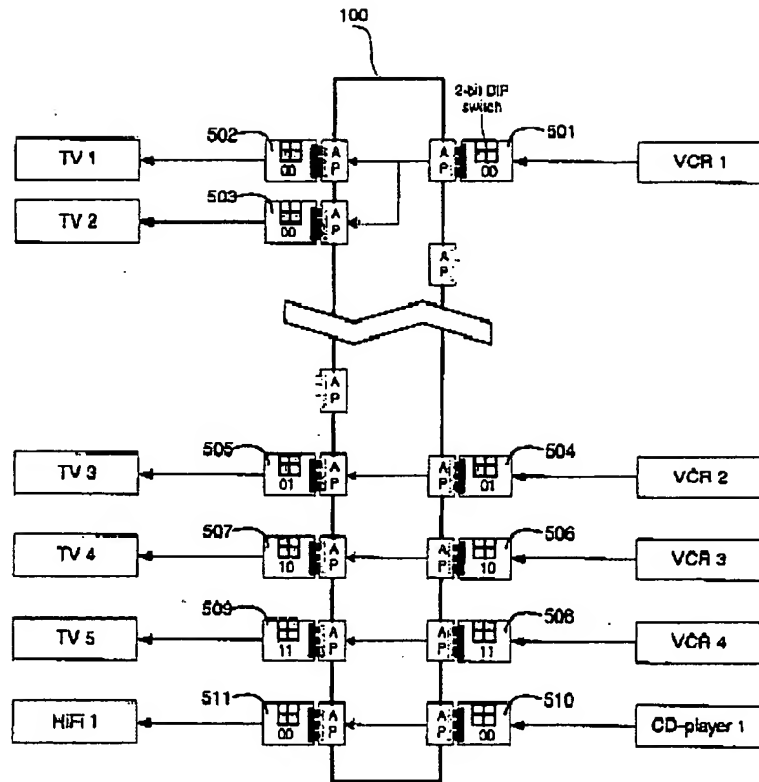 100
2-bit DIP
switch
502
501
TV 1
00
A
P
A
P
00
VCR 1
503
TV 2
00
A
P
A
P
A
P
505
504
TV 3
01
A
P
A
P
01
VCR 2
507
506
TV 4
10
A
P
A
P
10
VCR 3
509
508
TV 5
11
A
P
A
P
11
VCR 4
511
510
HiFi 1
00
A
P
A
P
00
CD-player 1